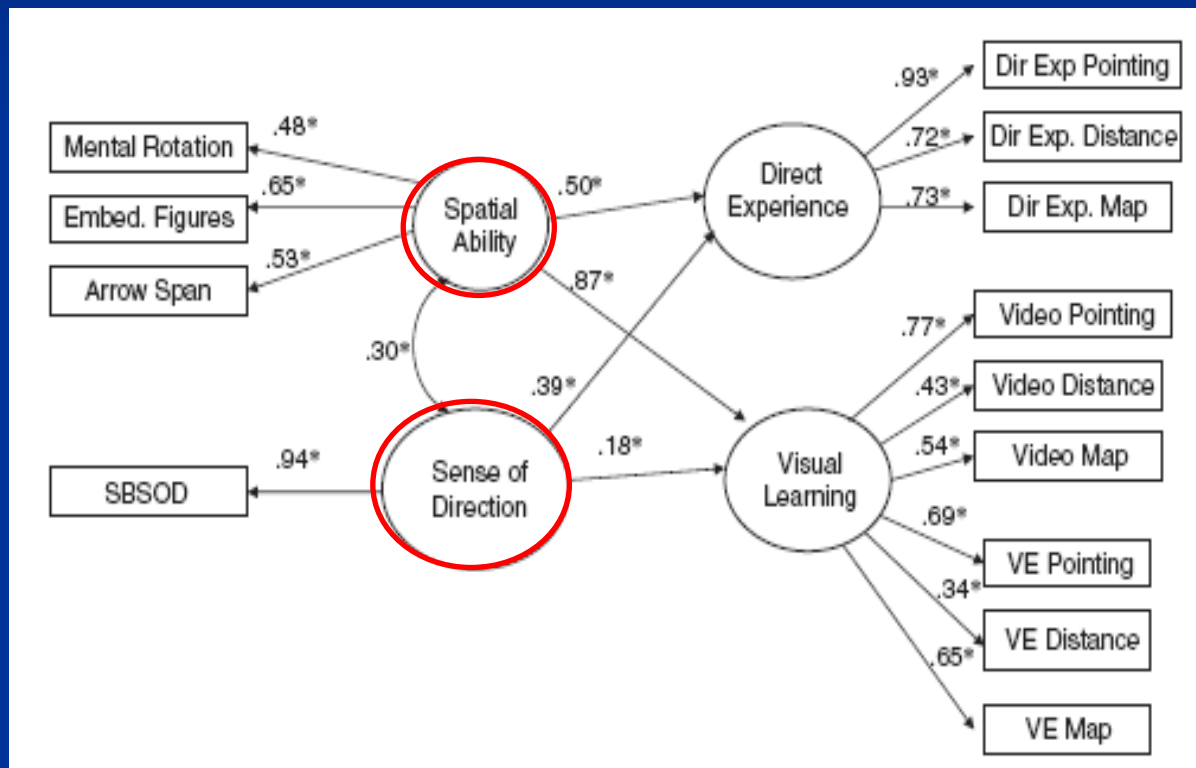 Mental Rotation
Embed. Figures
Arrow Span
SBSOD
.48*
.65*
.53*
.94*
Spatial
Ability
Sense of
Direction
.30*
.50*
.87*
.39*
.18*
Direct
Experience
Visual
Learning
.93*
.72*
.73*
.77*
.43*
.54*
.69*
.34*
.65*
Dir Exp Pointing
Dir Exp. Distance
Dir Exp. Map
Video Pointing
Video Distance
Video Map
VE Pointing
VE Distance
VE Map